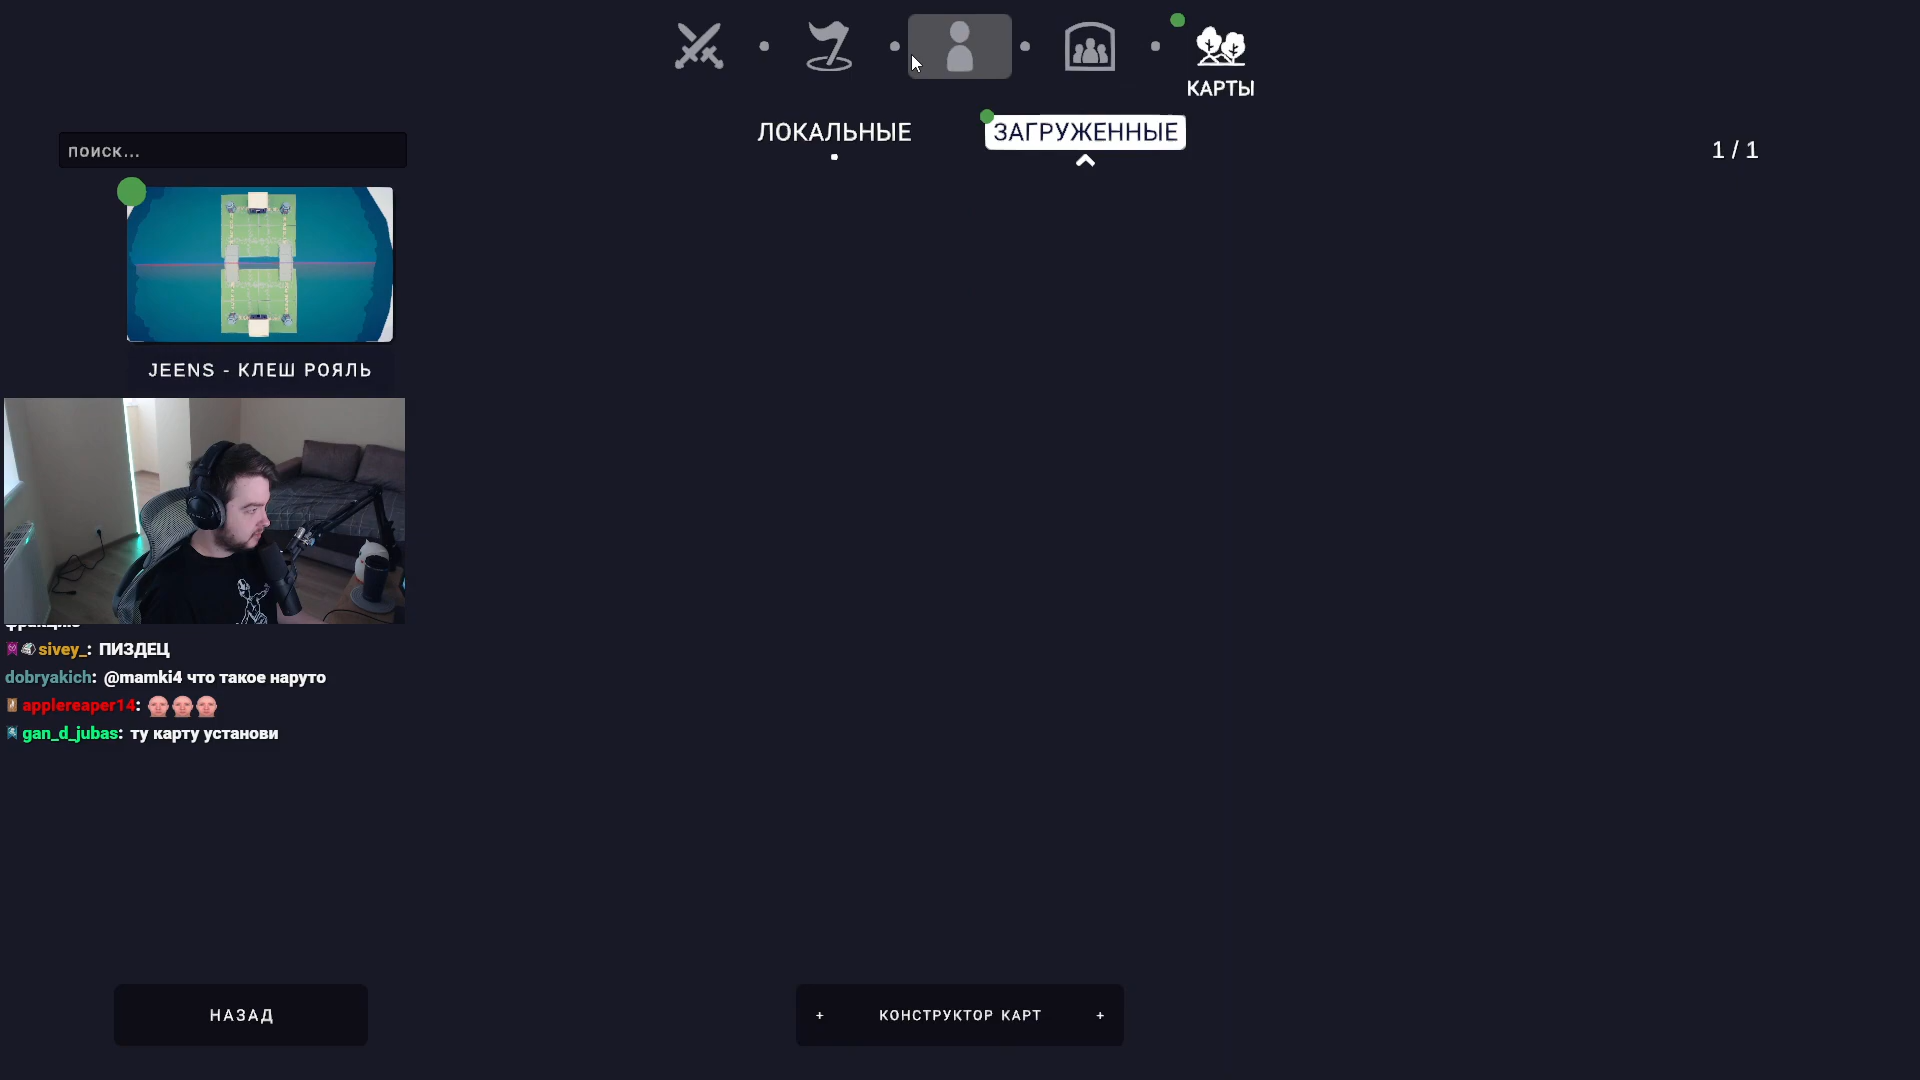 КАРТЫ
ЛОКАЛЬНЫЕ
ЗАГРУЖЕННЫЕ
поиск...
1 / 1
JEENS - КЛЕШ РОЯЛЬ
sivey_: ПИЗДЕЦ
dobryakich: @mamki4 что такое наруто
applereaper14:
gan_d_jubas: ту карту установи
НАЗАД
+ КОНСТРУКТОР КАРТ +